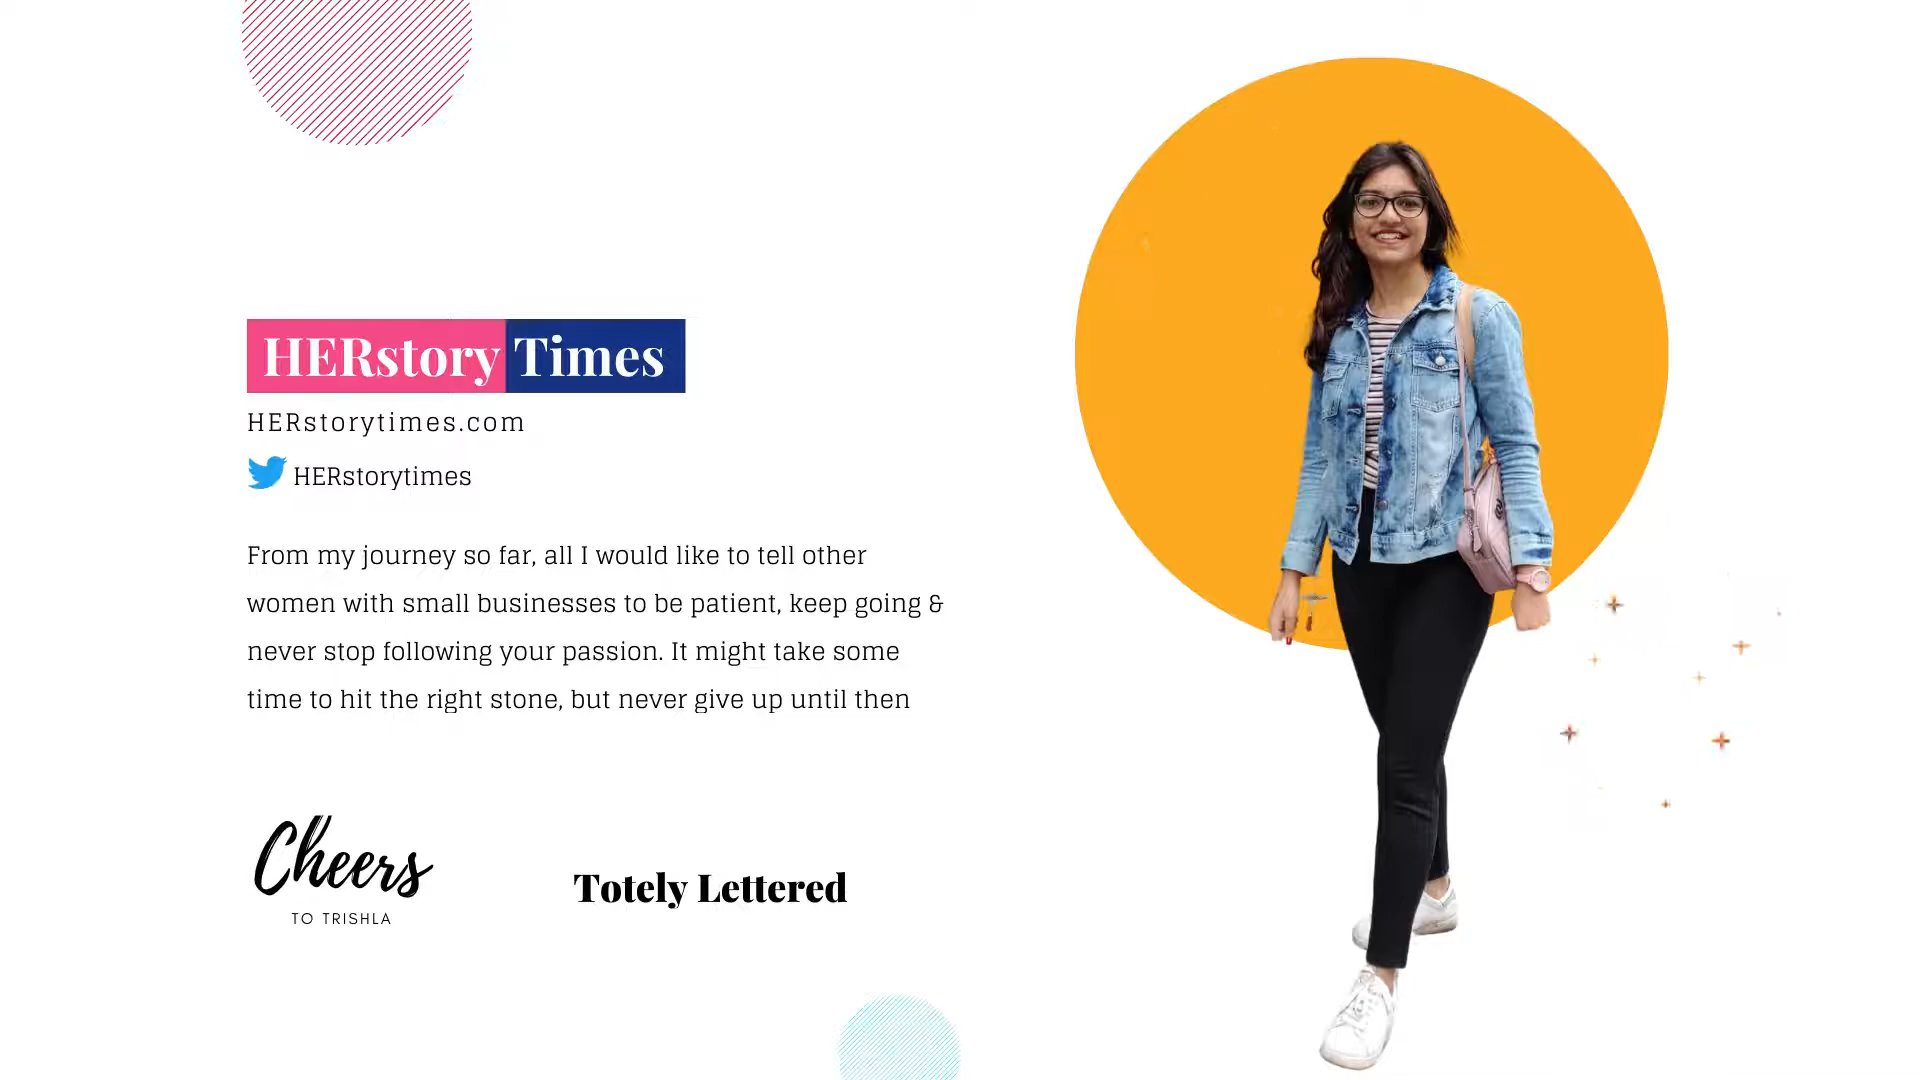 HERstory Times
HERstorytimes.com
HERstorytimes
From my journey so far, all I would like to tell other
women with small businesses to be patient, keep going &
never stop following your passion. It might take some
time to hit the right stone, but never give up until then
Cheers
TO TRISHLA
Totely Lettered